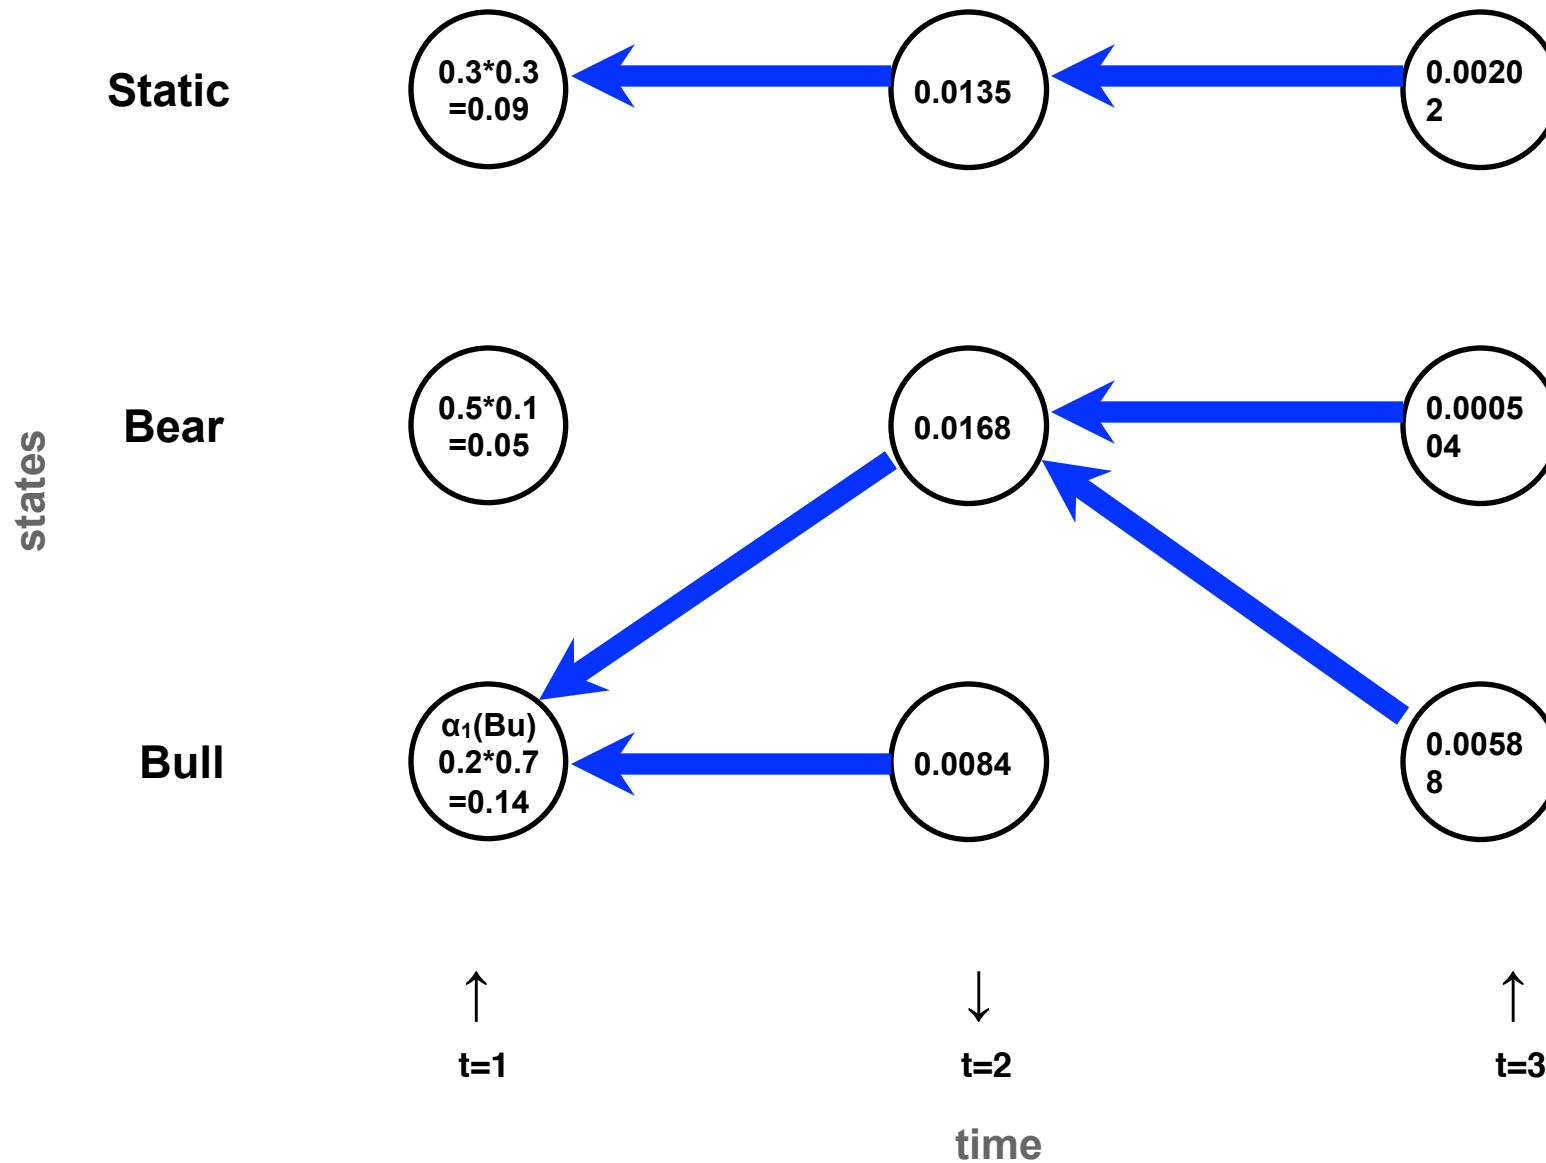 Static
0.3*0.3
=0.09
0.0135
0.0020
2
Bear
0.5*0.1
=0.05
0.0168
0.0005
04
states
Bull
α₁(Bu)
0.2*0.7
=0.14
0.0084
0.0058
8
↑
↓
↑
t=1
t=2
t=3
time